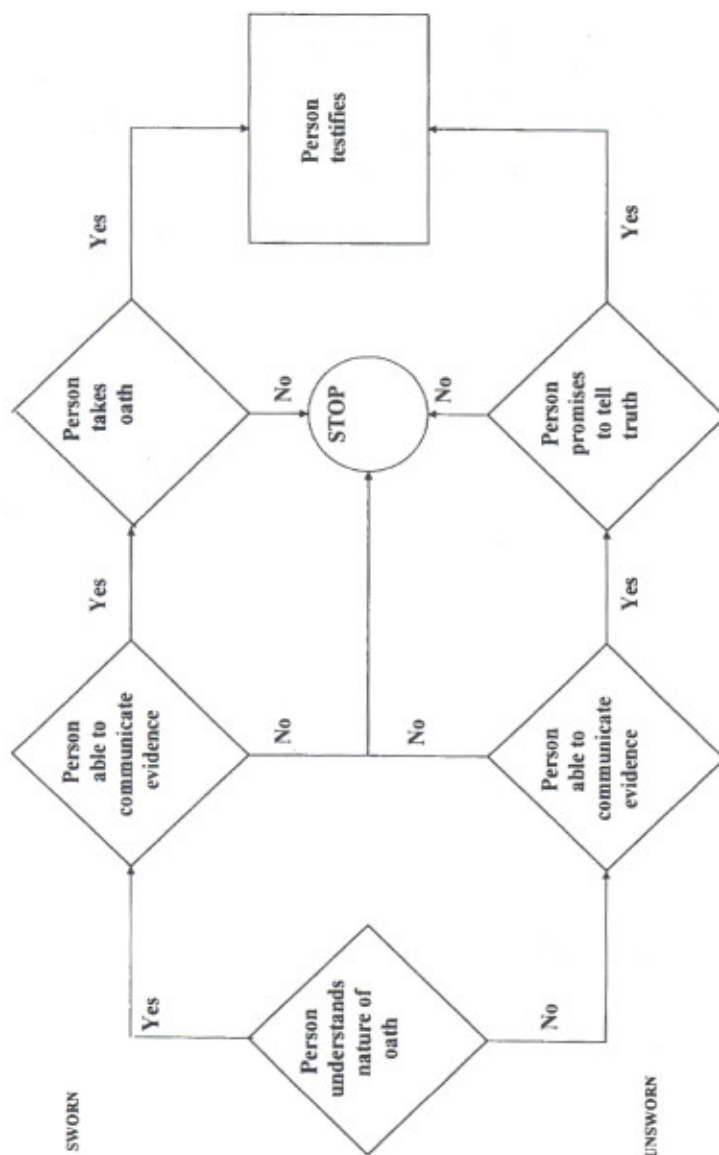 UNSWORN
SWORN
Person
understands
nature of
oath
No
Yes
Person
able to
communicate
evidence
No
No
Person
able to
communicate
evidence
Yes
Yes
Person
promises
to tell
truth
No
STOP
No
Person
takes
oath
Yes
Yes
Person
testifies